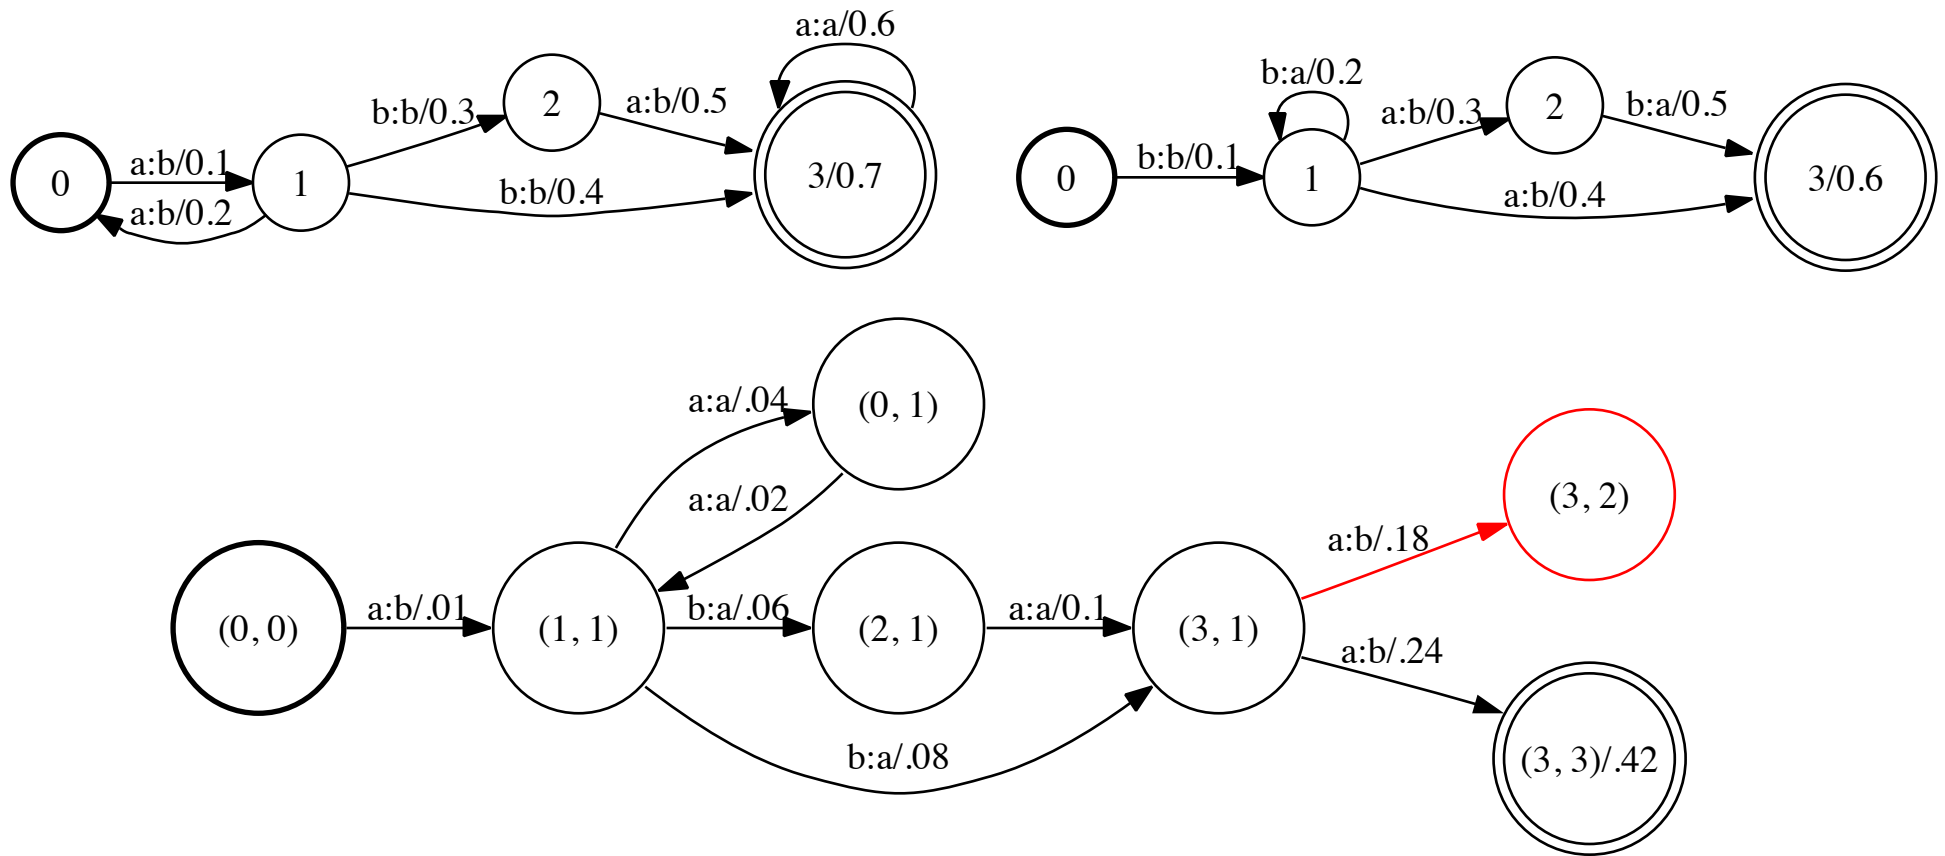 a:a/0.6
b:b/0.3
2
a:b/0.5
0
a:b/0.1
1
a:b/0.2
b:b/0.4
3/0.7
b:a/0.2
a:b/0.3
2
b:a/0.5
0
b:b/0.1
1
a:b/0.4
3/0.6
a:a/.04
(0, 1)
a:a/.02
(3, 2)
a:b/.18
(0, 0)
a:b/.01
(1, 1)
b:a/.06
(2, 1)
a:a/0.1
(3, 1)
a:b/.24
b:a/.08
(3, 3)/.42